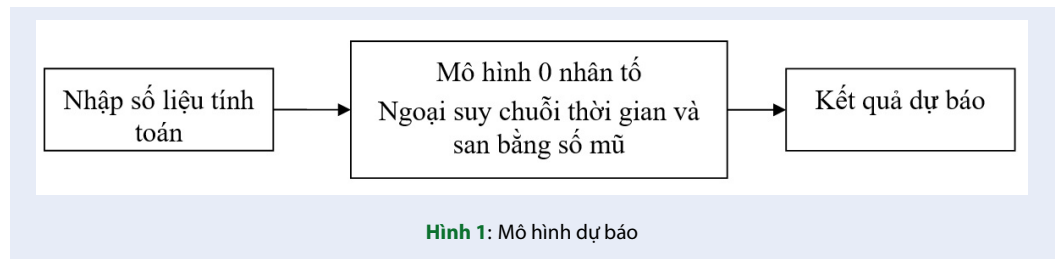 Nhập số liệu tính
toán
Mô hình 0 nhân tố
Ngoại suy chuỗi thời gian và
san bằng số mũ
Kết quả dự báo
Hình 1: Mô hình dự báo